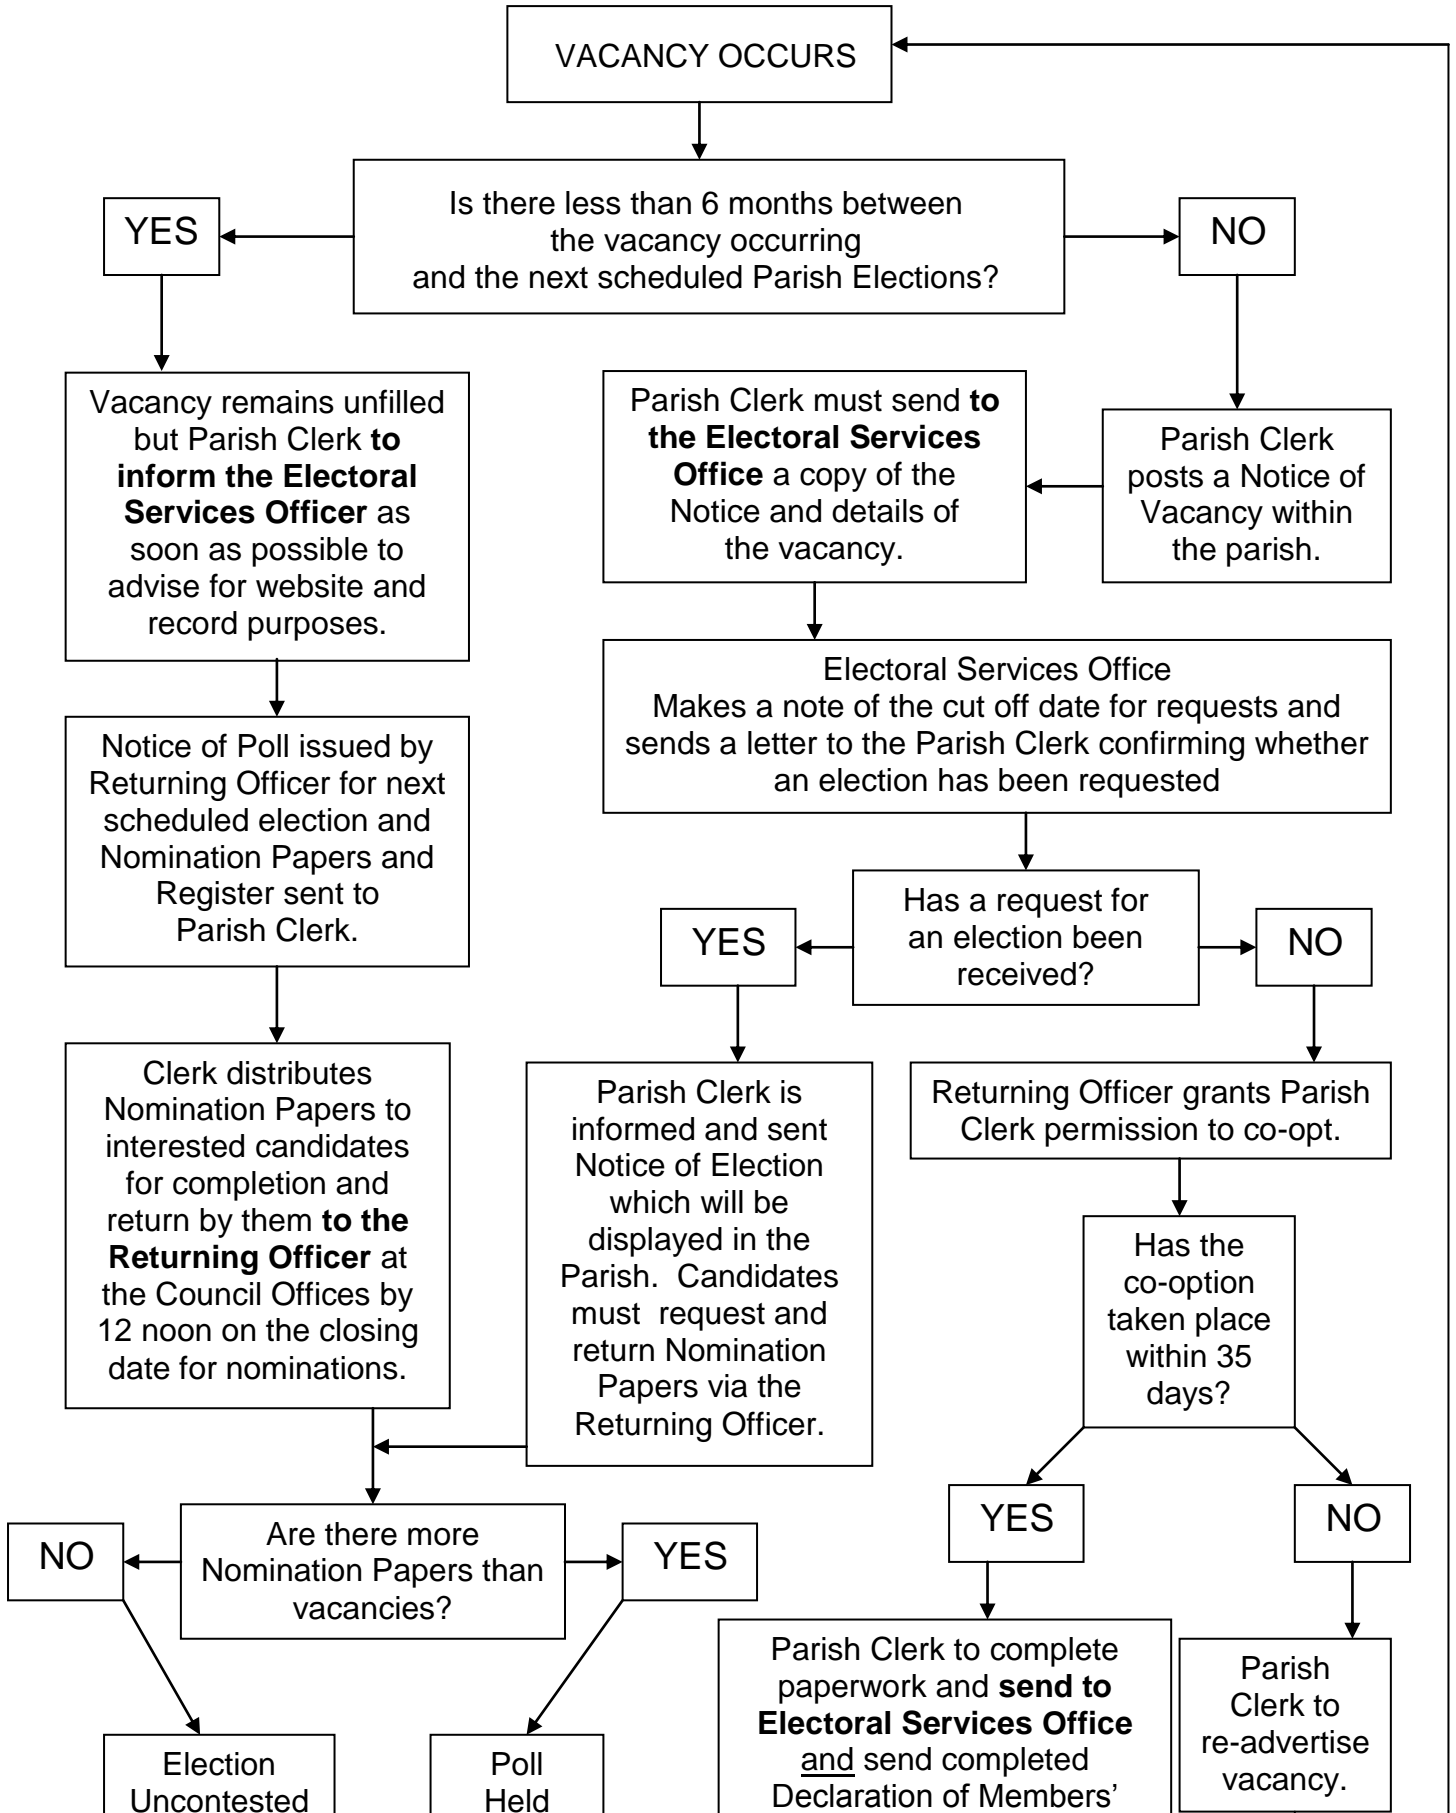 VACANCY OCCURS
Is there less than 6 months between
the vacancy occurring
and the next scheduled Parish Elections?
YES
NO
Vacancy remains unfilled
but Parish Clerk to
inform the Electoral
Services Officer as
soon as possible to
advise for website and
record purposes.
Parish Clerk must send to
the Electoral Services
Office a copy of the
Notice and details of
the vacancy.
Parish Clerk
posts a Notice of
Vacancy within
the parish.
Electoral Services Office
Makes a note of the cut off date for requests and
sends a letter to the Parish Clerk confirming whether
an election has been requested
Notice of Poll issued by
Returning Officer for next
scheduled election and
Nomination Papers and
Register sent to
Parish Clerk.
Has a request for
an election been
received?
YES
NO
Clerk distributes
Nomination Papers to
interested candidates
for completion and
return by them to the
Returning Officer at
the Council Offices by
12 noon on the closing
date for nominations.
Parish Clerk is
informed and sent
Notice of Election
which will be
displayed in the
Parish. Candidates
must request and
return Nomination
Papers via the
Returning Officer.
Returning Officer grants Parish
Clerk permission to co-opt.
Has the
co-option
taken place
within 35
days?
YES
NO
Are there more
Nomination Papers than
vacancies?
NO
YES
Parish Clerk to complete
paperwork and send to
Electoral Services Office
and send completed
Declaration of Members'
Parish
Clerk to
re-advertise
vacancy.
Election
Uncontested
Poll
Held